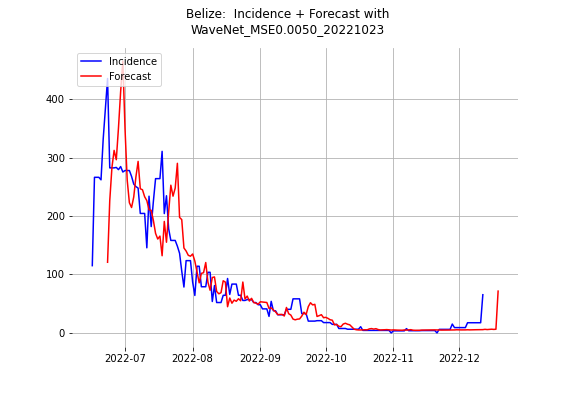 Belize:  Incidence + Forecast with
WaveNet_MSE0.0050_20221023
Incidence
Forecast
400
300
200
100
0
2022-07 2022-08 2022-09 2022-10 2022-11 2022-12